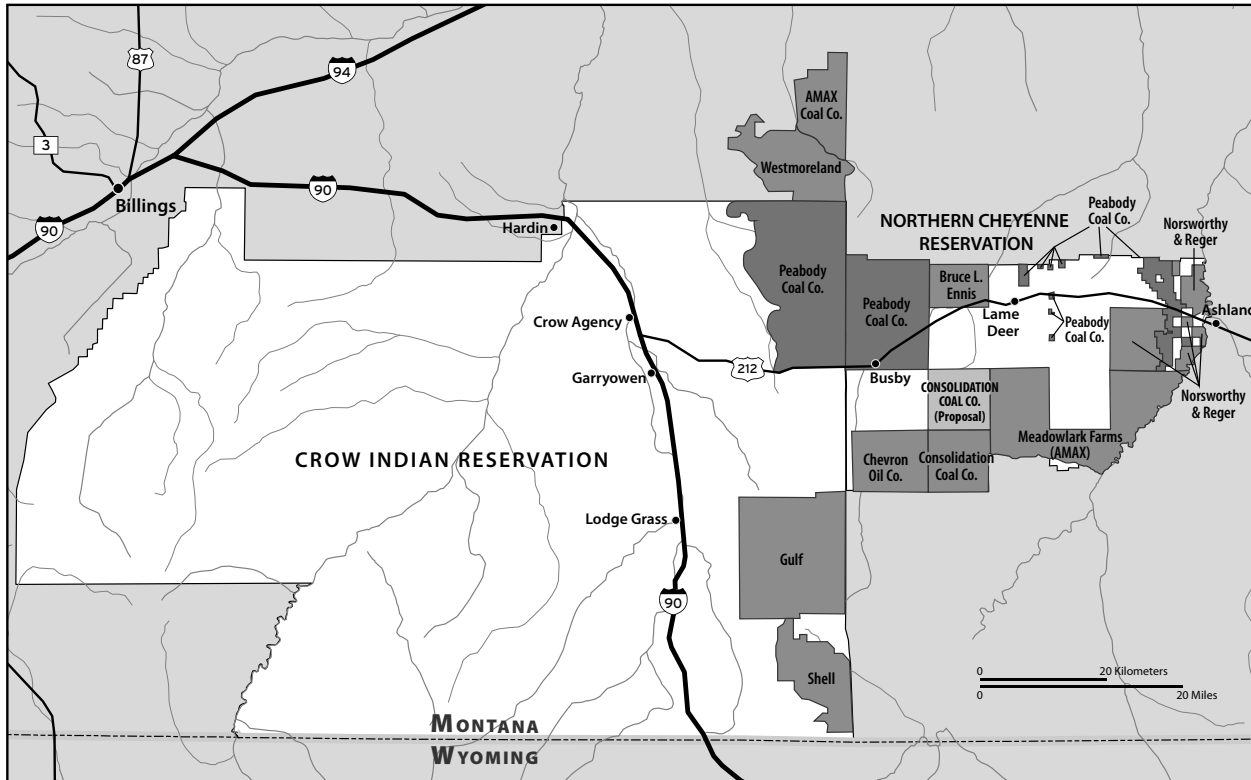 87
94
AMAX
Coal Co.
3
Westmoreland
90
Billings
90
Hardin
NORTHERN CHEYENNE
RESERVATION
Peabody
Coal Co.
Norsworthy
& Reger
Peabody
Coal Co.
Peabody
Coal Co.
Bruce L.
Ennis
Lame
Deer
Ashland
Crow Agency
Peabody
Coal Co.
212
Garryowen
Busby
CONSOLIDATION
COAL CO.
(Proposal)
Norsworthy
& Reger
CROW INDIAN RESERVATION
Chevron
Oil Co.
Consolidation
Coal Co.
Meadowlark Farms
(AMAX)
Lodge Grass
Gulf
90
Shell
0 20 Kilometers
0 20 Miles
MONTANA
WYOMING